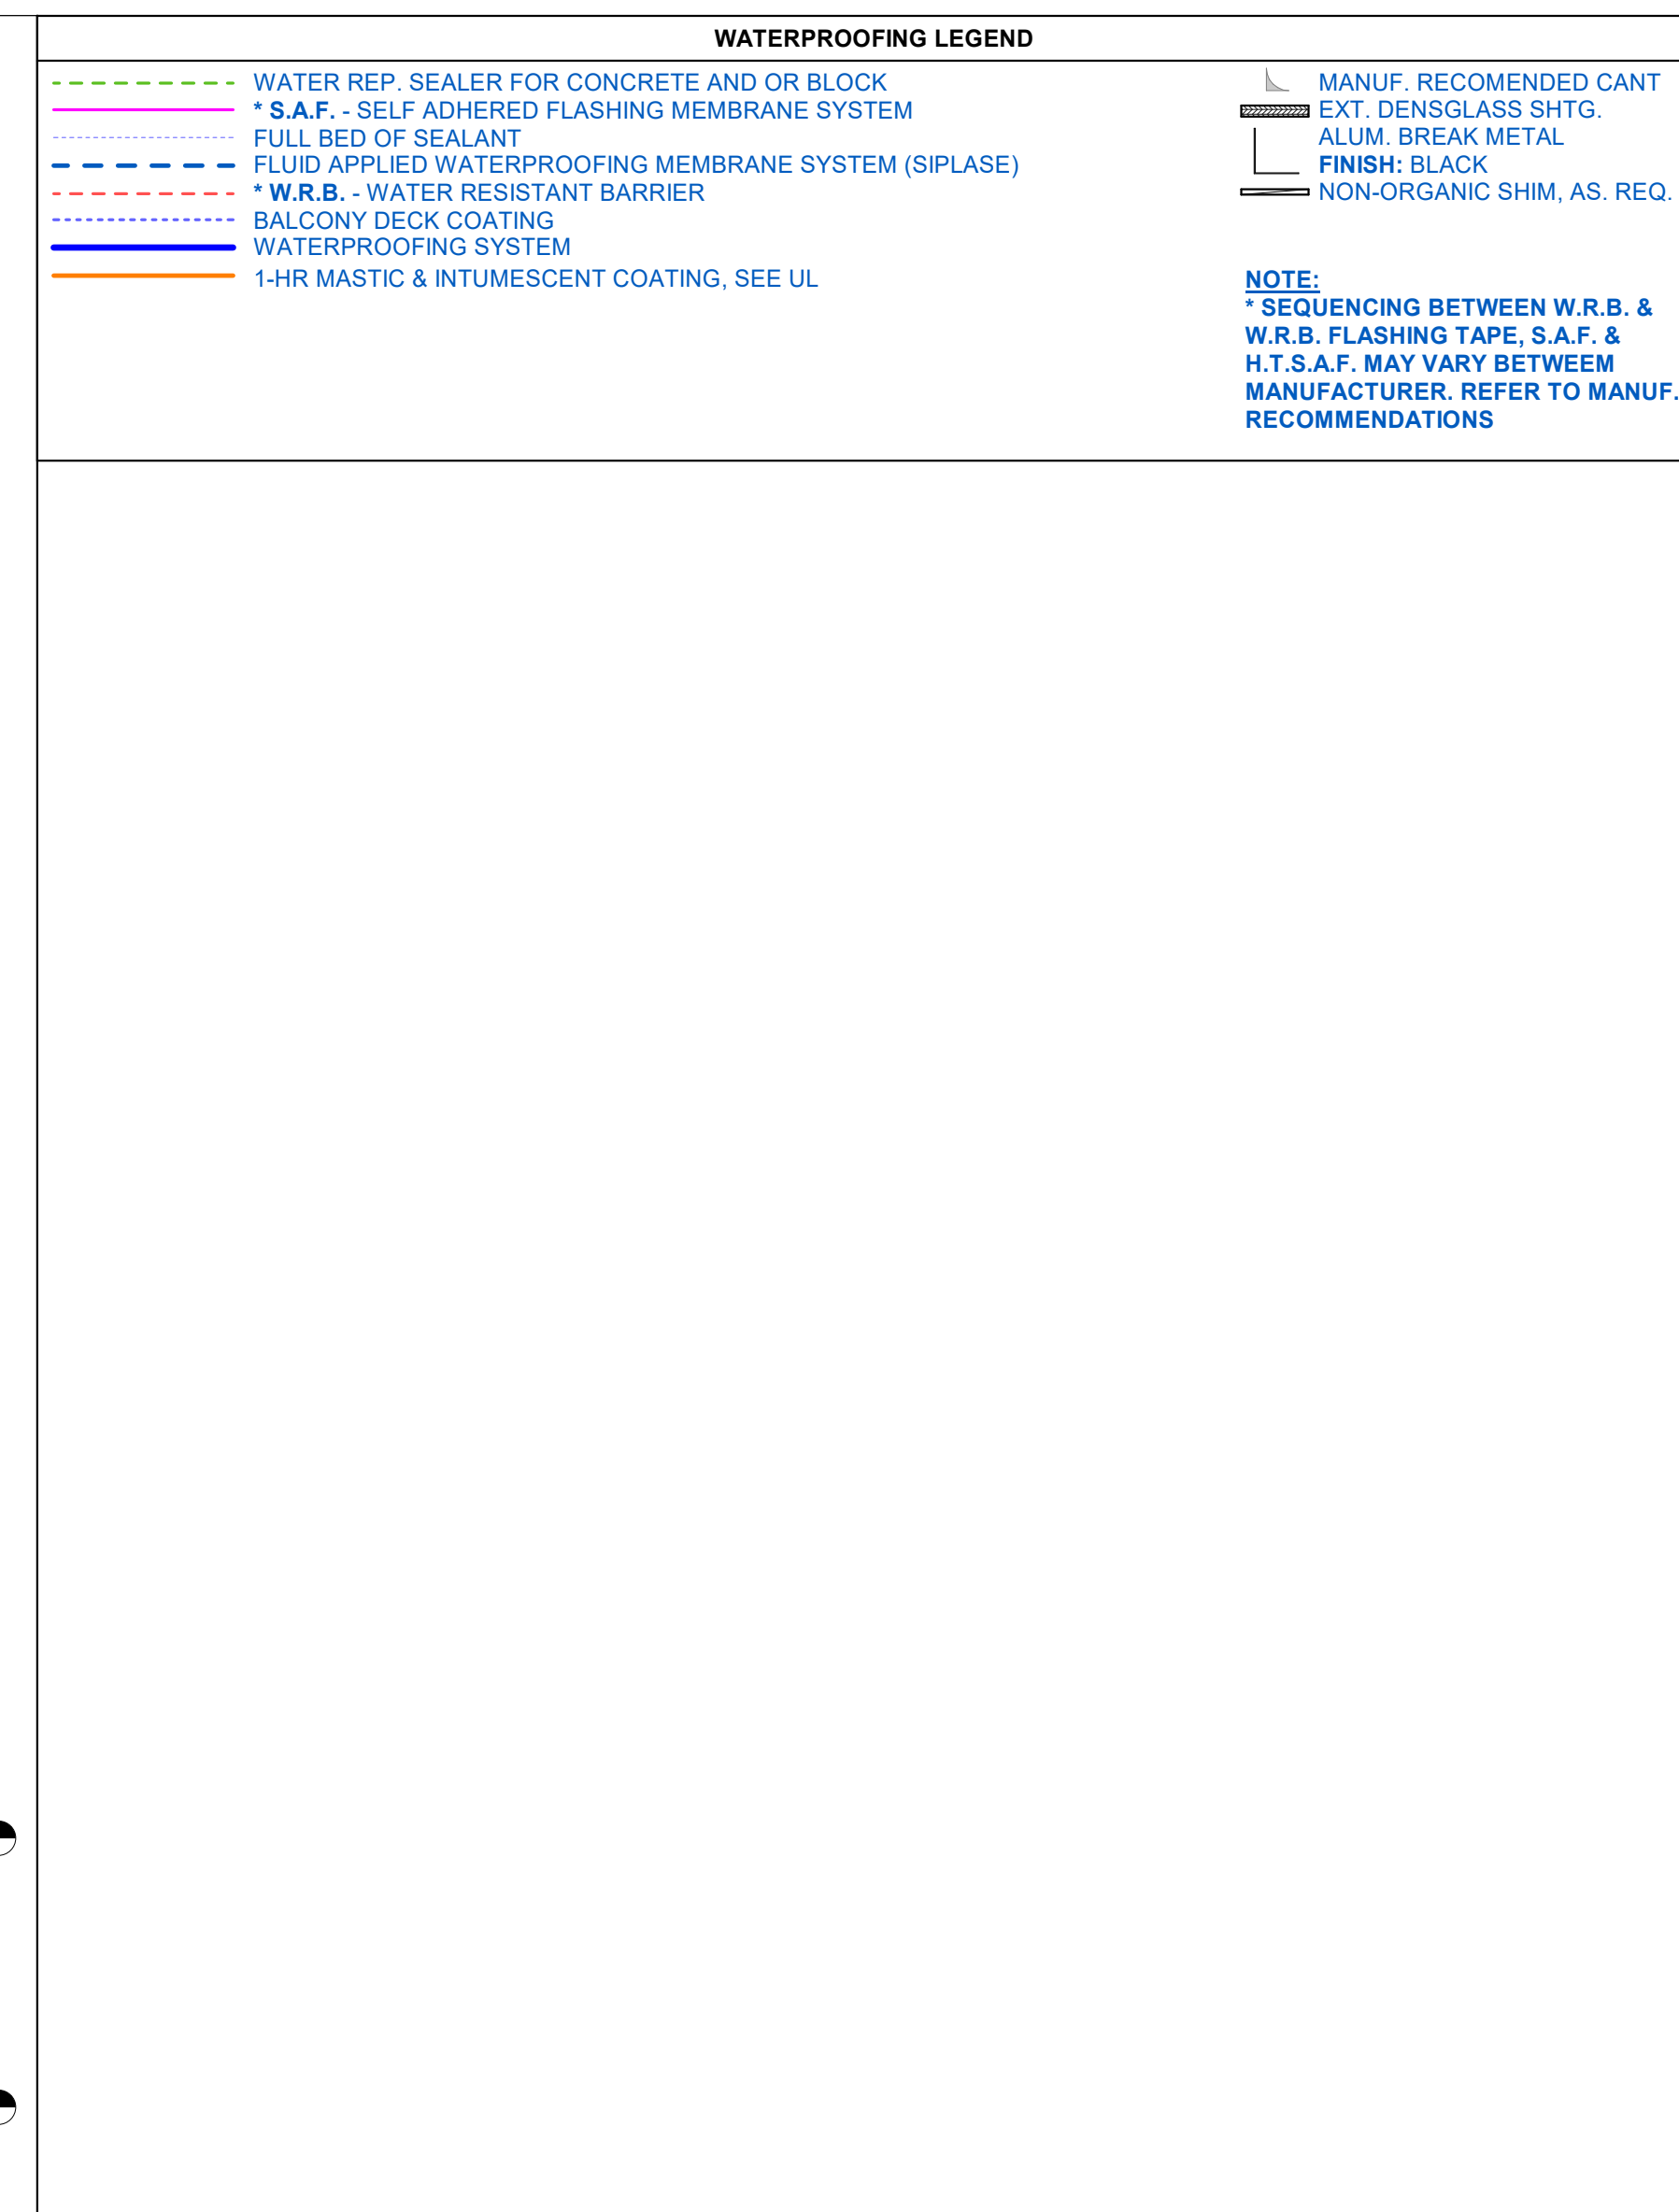 WATERPROOFING LEGEND
WATER REP. SEALER FOR CONCRETE AND OR BLOCK
* S.A.F. - SELF ADHERED FLASHING MEMBRANE SYSTEM
FULL BED OF SEALANT
FLUID APPLIED WATERPROOFING MEMBRANE SYSTEM (SIPLASE)
* W.R.B. - WATER RESISTANT BARRIER
BALCONY DECK COATING
WATERPROOFING SYSTEM
1-HR MASTIC & INTUMESCENT COATING, SEE UL
MANUF. RECOMENDED CANT
EXT. DENSGLASS SHTG.
ALUM. BREAK METAL
FINISH: BLACK
NON-ORGANIC SHIM, AS. REQ.
NOTE:
* SEQUENCING BETWEEN W.R.B. &
W.R.B. FLASHING TAPE, S.A.F. &
H.T.S.A.F. MAY VARY BETWEEM
MANUFACTURER. REFER TO MANUF.
RECOMMENDATIONS